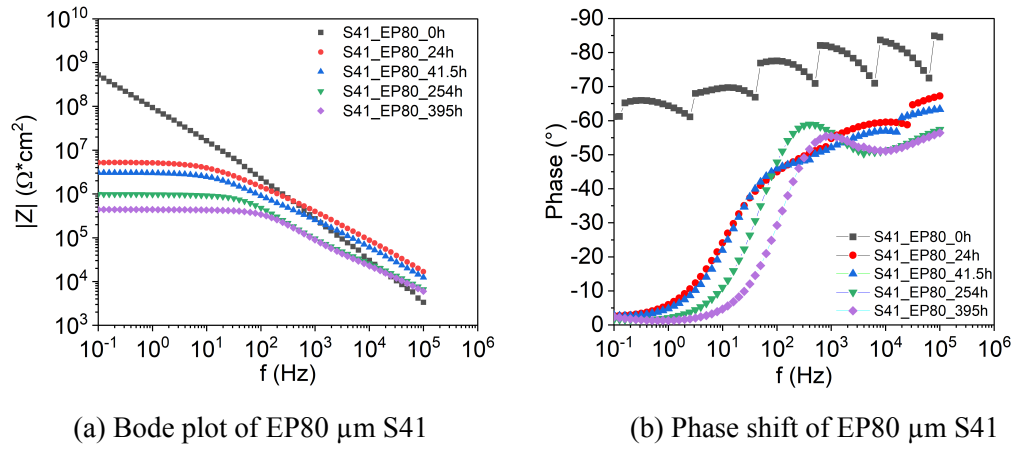 10^10
10^9
10^8
10^7
10^6
10^5
10^4
10^3
|Z| (Ω*cm2)
S41_EP80_0h
S41_EP80_24h
S41_EP80_41.5h
S41_EP80_254h
S41_EP80_395h
10^-1 10^0 10^1 10^2 10^3 10^4 10^5 10^6
f (Hz)
(a) Bode plot of EP80 µm S41
-90
-80
-70
-60
-50
-40
-30
-20
-10
0
Phase (°)
S41_EP80_0h
S41_EP80_24h
S41_EP80_41.5h
S41_EP80_254h
S41_EP80_395h
10^-1 10^0 10^1 10^2 10^3 10^4 10^5 10^6
f (Hz)
(b) Phase shift of EP80 µm S41